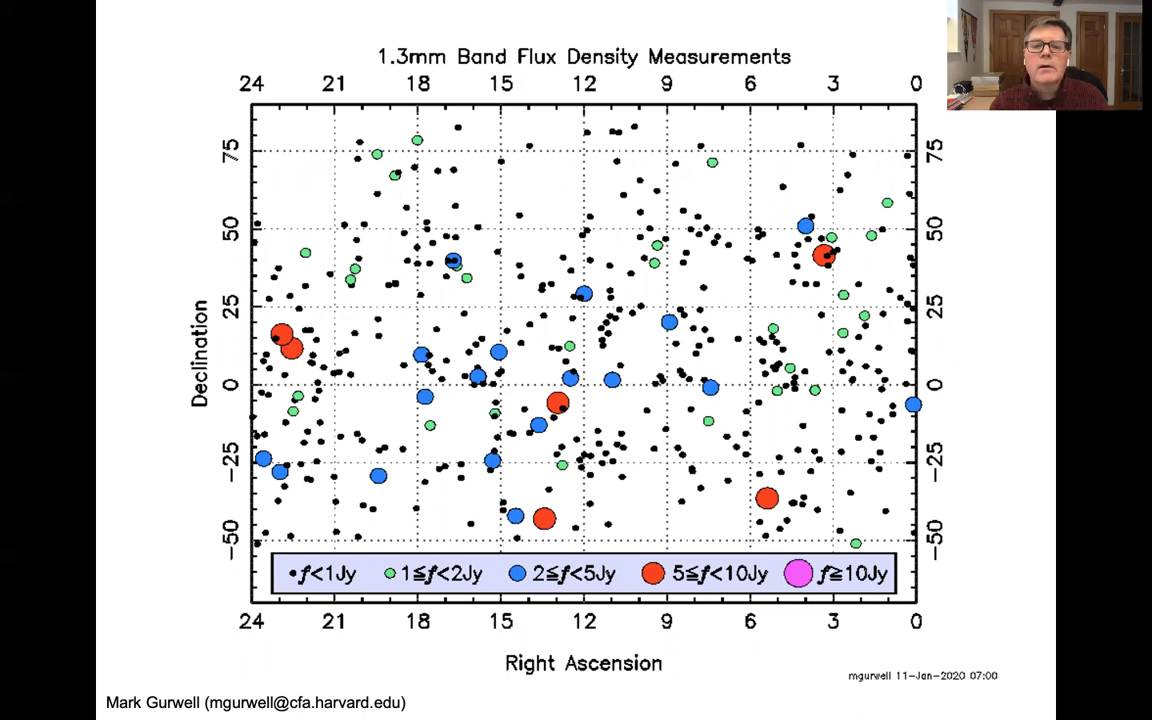 1.3mm Band Flux Density Measurements
24 21 18 15 12 9 6 3 0
75 75
50 50
25 25
Declination
0 0
−25 −25
−50 −50
f<1Jy 1≦f<2Jy 2≦f<5Jy 5≦f<10Jy f≧10Jy
24 21 18 15 12 9 6 3 0
Right Ascension
mgurwell 11-Jan-2020 07:00
Mark Gurwell (mgurwell@cfa.harvard.edu)